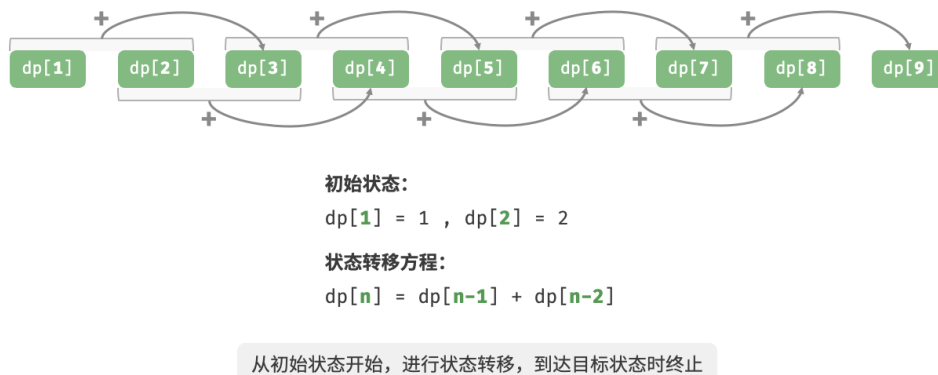 + + + +
dp[1] dp[2] dp[3] dp[4] dp[5] dp[6] dp[7] dp[8] dp[9]
+ + +
初始状态：
dp[1] = 1 , dp[2] = 2
状态转移方程：
dp[n] = dp[n-1] + dp[n-2]
从初始状态开始，进行状态转移，到达目标状态时终止